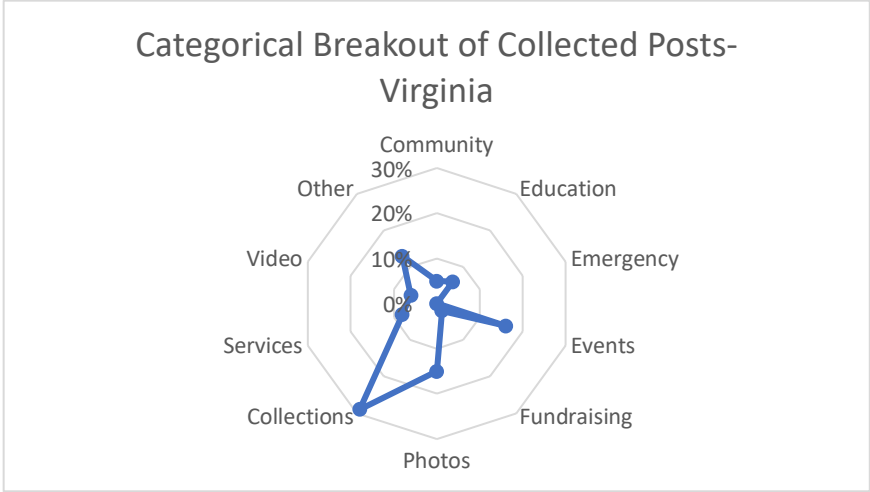 Categorical Breakout of Collected Posts-
Virginia
Community
30%
Other
Education
20%
Video
10%
Emergency
0%
Services
Events
Collections
Fundraising
Photos